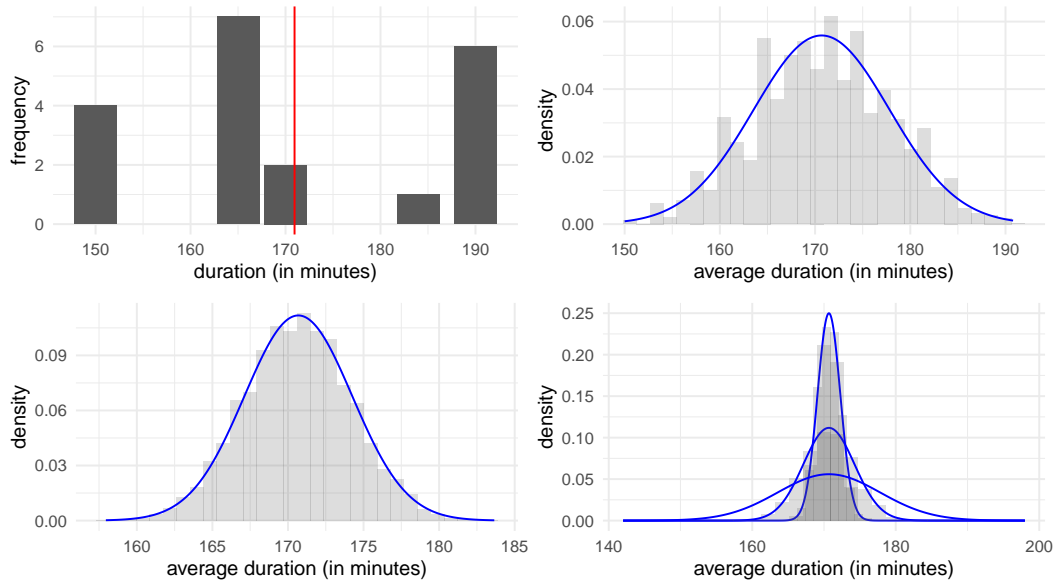 frequency
6
4
2
0
150 160 170 180 190
duration (in minutes)
density
0.06
0.04
0.02
0.00
150 160 170 180 190
average duration (in minutes)
density
0.09
0.06
0.03
0.00
160 165 170 175 180 185
average duration (in minutes)
density
0.25
0.20
0.15
0.10
0.05
0.00
140 160 180 200
average duration (in minutes)